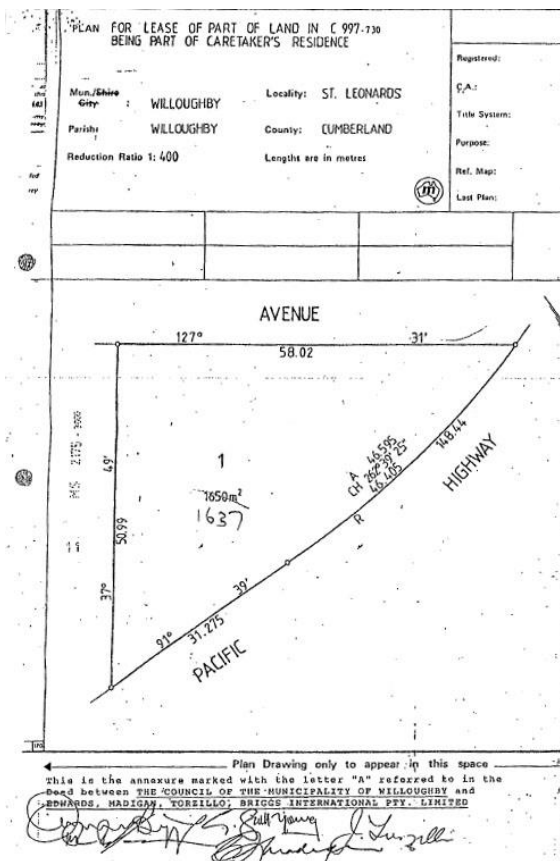 PLAN FOR LEASE OF PART OF LAND IN C 997-730
BEING PART OF CARETAKER'S RESIDENCE
Mun./Shire
City : WILLOUGHBY
Locality: ST. LEONARDS
Parish: WILLOUGHBY
County: CUMBERLAND
Reduction Ratio 1: 400
Lengths are in metres
Registered:
C.A.:
Title System:
Purpose:
Ref. Map:
Last Plan:
m
AVENUE
127° 31'
58.02
MS 2175 - 3000
37° 49'
50.99
1
1650m²
1637
A 46.595
CH 262° 39' 25"
46.405
R 148.44
HIGHWAY
91° 39'
31.275
PACIFIC
Plan Drawing only to appear in this space
This is the annexure marked with the letter "A" referred to in the
Deed between THE COUNCIL OF THE MUNICIPALITY OF WILLOUGHBY and
EDWARDS, MADIGAN, TORZILLO, BRIGGS INTERNATIONAL PTY. LIMITED